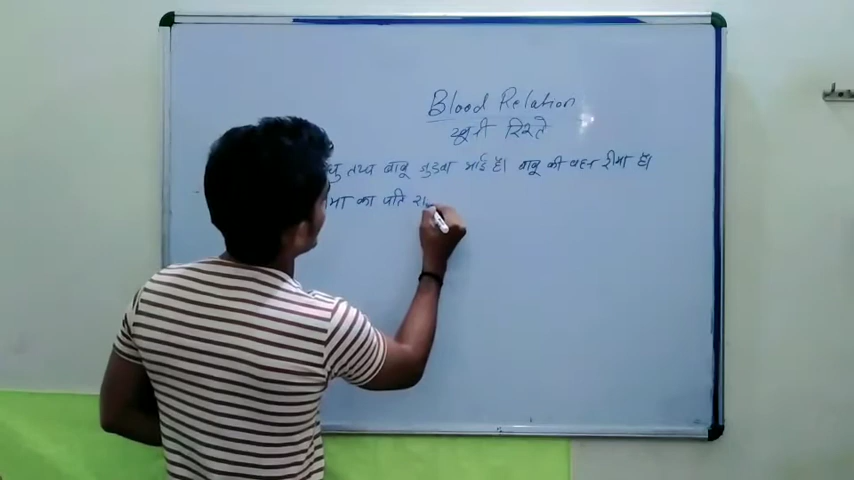 Blood Relation
खूनी रिश्ते
तथा बाबू जुड़वा भाई हैं। बाबू की बहन रीमा है।
का पति